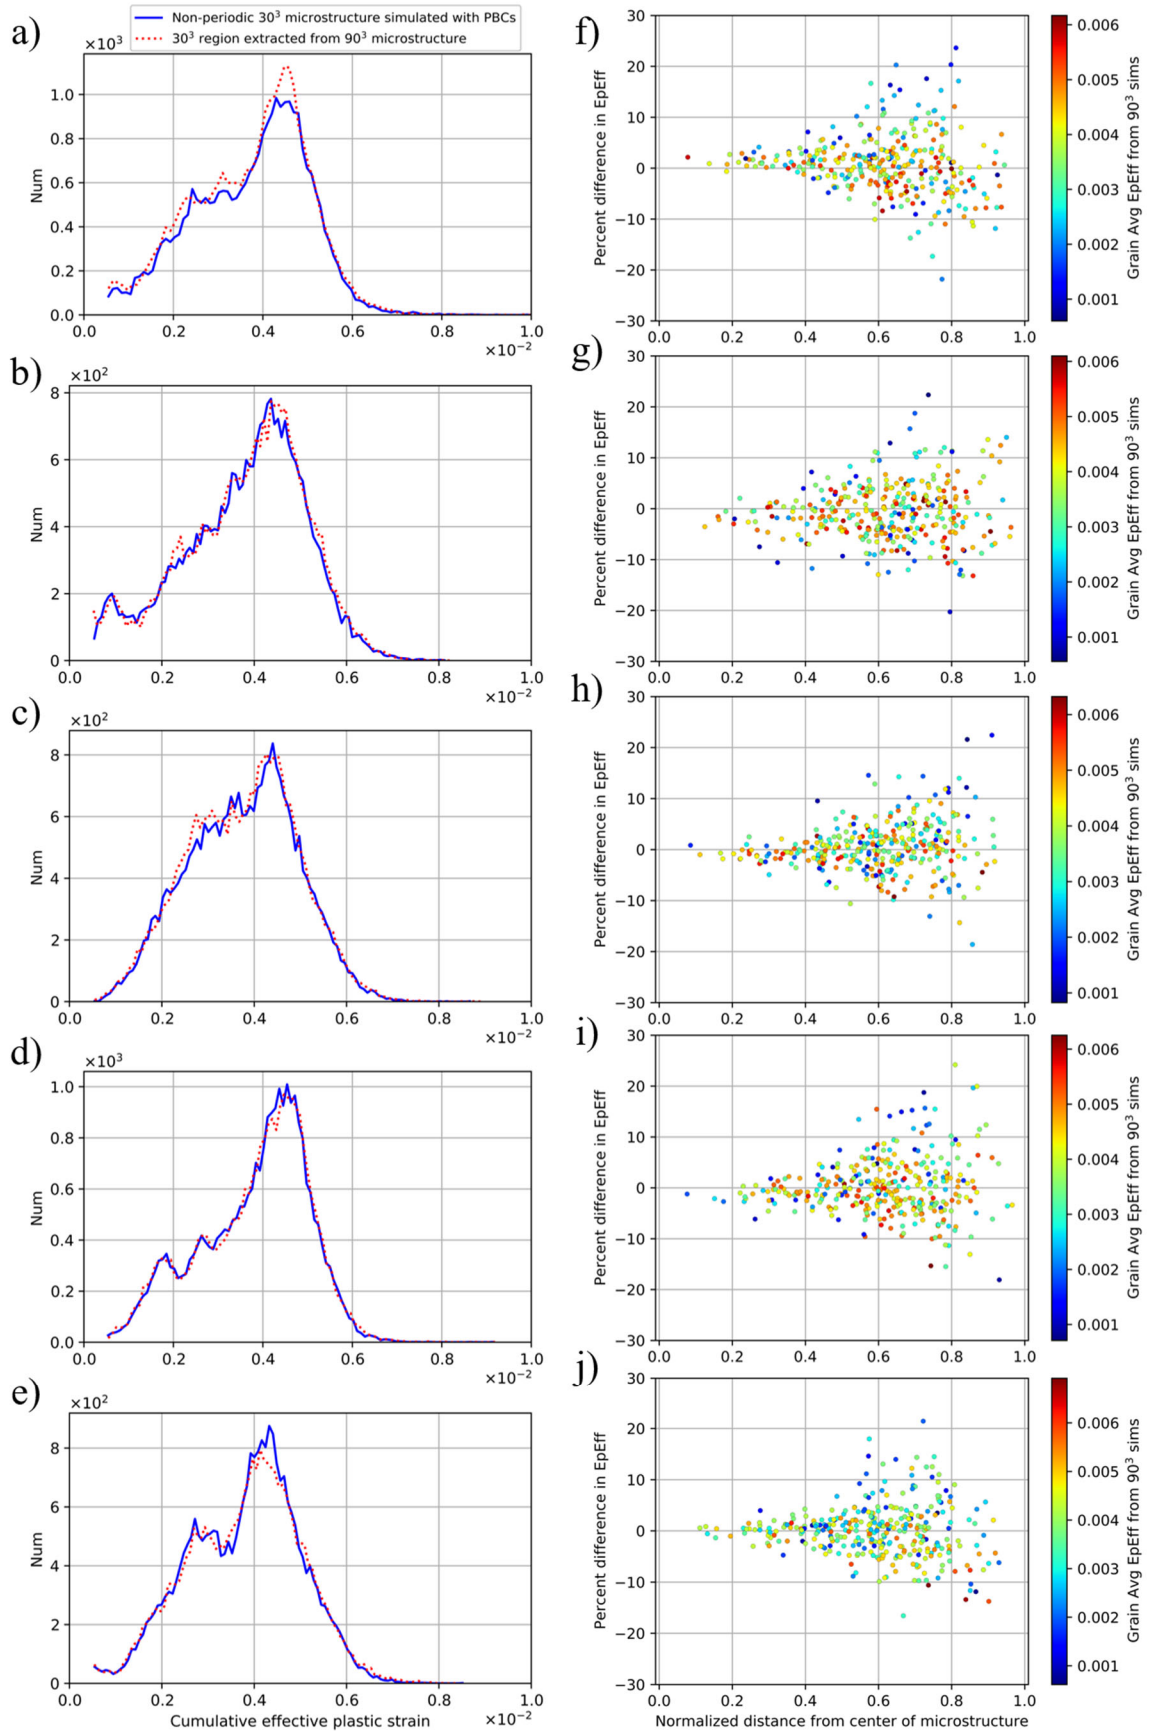 a)
Non-periodic 30³ microstructure simulated with PBCs
30³ region extracted from 90³ microstructure
×10³
Num
1.0
0.8
0.6
0.4
0.2
0.0
0.0 0.2 0.4 0.6 0.8 1.0
×10⁻²
f)
Percent difference in EpEff
30
20
10
0
−10
−20
−30
0.0 0.2 0.4 0.6 0.8 1.0
0.006
0.005
0.004
0.003
0.002
0.001
Grain Avg EpEff from 90³ sims
b)
×10²
Num
8
6
4
2
0
0.0 0.2 0.4 0.6 0.8 1.0
×10⁻²
g)
Percent difference in EpEff
30
20
10
0
−10
−20
−30
0.0 0.2 0.4 0.6 0.8 1.0
0.006
0.005
0.004
0.003
0.002
0.001
Grain Avg EpEff from 90³ sims
c)
×10²
Num
8
6
4
2
0
0.0 0.2 0.4 0.6 0.8 1.0
×10⁻²
h)
Percent difference in EpEff
30
20
10
0
−10
−20
−30
0.0 0.2 0.4 0.6 0.8 1.0
0.006
0.005
0.004
0.003
0.002
0.001
Grain Avg EpEff from 90³ sims
d)
×10³
Num
1.0
0.8
0.6
0.4
0.2
0.0
0.0 0.2 0.4 0.6 0.8 1.0
×10⁻²
i)
Percent difference in EpEff
30
20
10
0
−10
−20
−30
0.0 0.2 0.4 0.6 0.8 1.0
0.006
0.005
0.004
0.003
0.002
0.001
Grain Avg EpEff from 90³ sims
e)
×10²
Num
8
6
4
2
0
0.0 0.2 0.4 0.6 0.8 1.0
Cumulative effective plastic strain ×10⁻²
j)
Percent difference in EpEff
30
20
10
0
−10
−20
−30
0.0 0.2 0.4 0.6 0.8 1.0
Normalized distance from center of microstructure
0.006
0.005
0.004
0.003
0.002
0.001
Grain Avg EpEff from 90³ sims